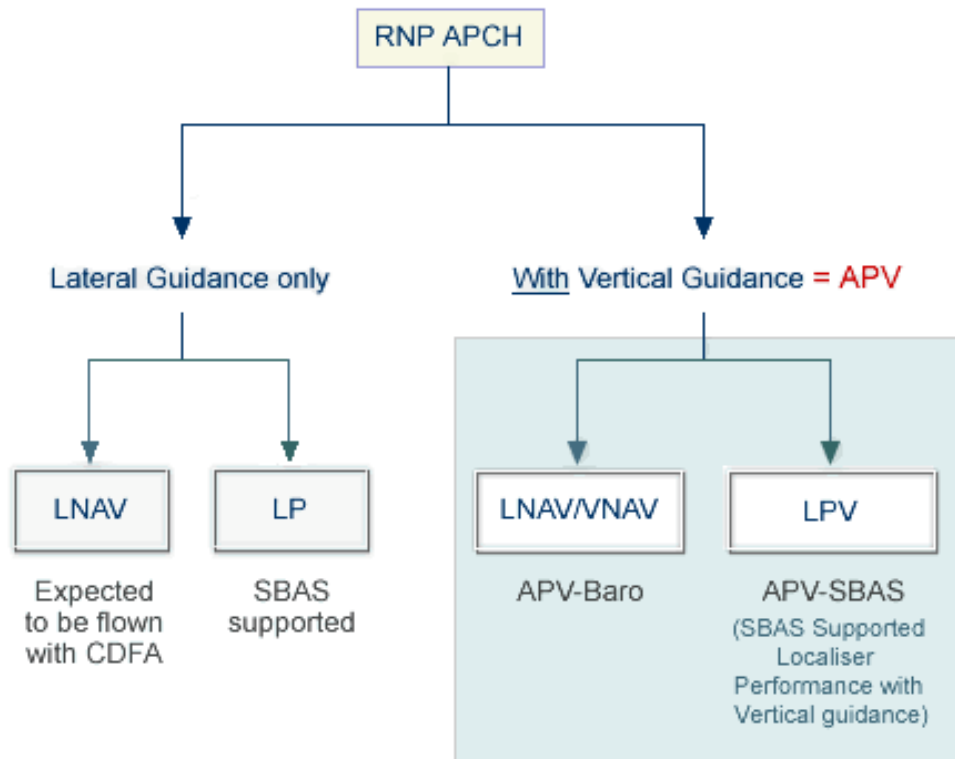 RNP APCH
Lateral Guidance only
With Vertical Guidance = APV
LNAV
LP
LNAV/VNAV
LPV
Expected
to be flown
with CDFA
SBAS
supported
APV-Baro
APV-SBAS
(SBAS Supported
Localiser
Performance with
Vertical guidance)